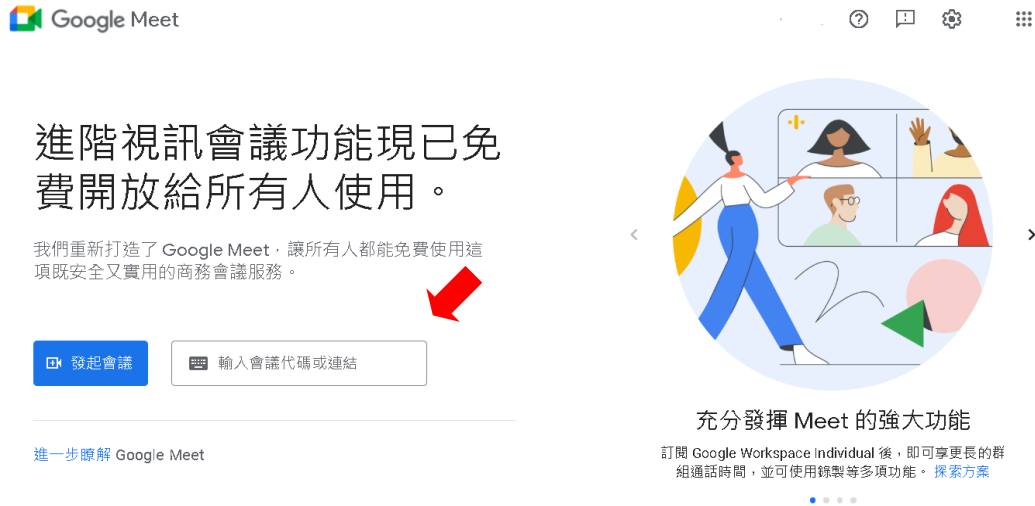 Google Meet
進階視訊會議功能現已免
費開放給所有人使用。
我們重新打造了 Google Meet，讓所有人都能免費使用這
項既安全又實用的商務會議服務。
發起會議
輸入會議代碼或連結
進一步瞭解 Google Meet
充分發揮 Meet 的強大功能
訂閱 Google Workspace Individual 後，即可享更長的群
組通話時間，並可使用錄製等多項功能。 探索方案